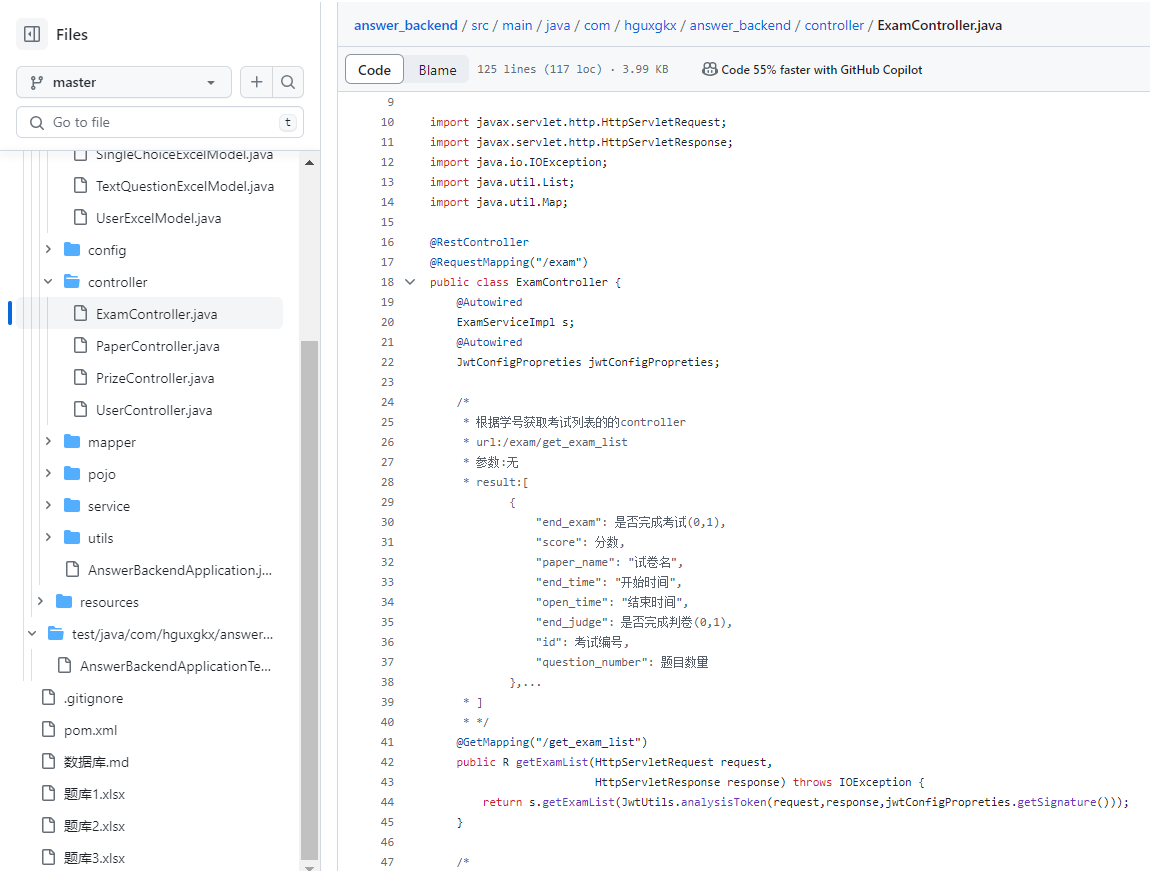 Files
master
Go to file
t
SingleChoiceExcelModel.java
TextQuestionExcelModel.java
UserExcelModel.java
config
controller
ExamController.java
PaperController.java
PrizeController.java
UserController.java
mapper
pojo
service
utils
AnswerBackendApplication.j...
resources
test/java/com/hguxgkx/answer...
AnswerBackendApplicationTe...
.gitignore
pom.xml
数据库.md
题库1.xlsx
题库2.xlsx
题库3.xlsx
answer_backend / src / main / java / com / hguxgkx / answer_backend / controller / ExamController.java
Code Blame 125 lines (117 loc) · 3.99 KB Code 55% faster with GitHub Copilot
9
10 import javax.servlet.http.HttpServletRequest;
11 import javax.servlet.http.HttpServletResponse;
12 import java.io.IOException;
13 import java.util.List;
14 import java.util.Map;
15
16 @RestController
17 @RequestMapping("/exam")
18 public class ExamController {
19 @Autowired
20 ExamServiceImpl s;
21 @Autowired
22 JwtConfigPropreties jwtConfigPropreties;
23
24 /*
25 * 根据学号获取考试列表的的controller
26 * url:/exam/get_exam_list
27 * 参数:无
28 * result:[
29 {
30 "end_exam": 是否完成考试(0,1),
31 "score": 分数,
32 "paper_name": "试卷名",
33 "end_time": "开始时间",
34 "open_time": "结束时间",
35 "end_judge": 是否完成判卷(0,1),
36 "id": 考试编号,
37 "question_number": 题目数量
38 },...
39 * ]
40 * */
41 @GetMapping("/get_exam_list")
42 public R getExamList(HttpServletRequest request,
43 HttpServletResponse response) throws IOException {
44 return s.getExamList(JwtUtils.analysisToken(request,response,jwtConfigPropreties.getSignature()));
45 }
46
47 /*